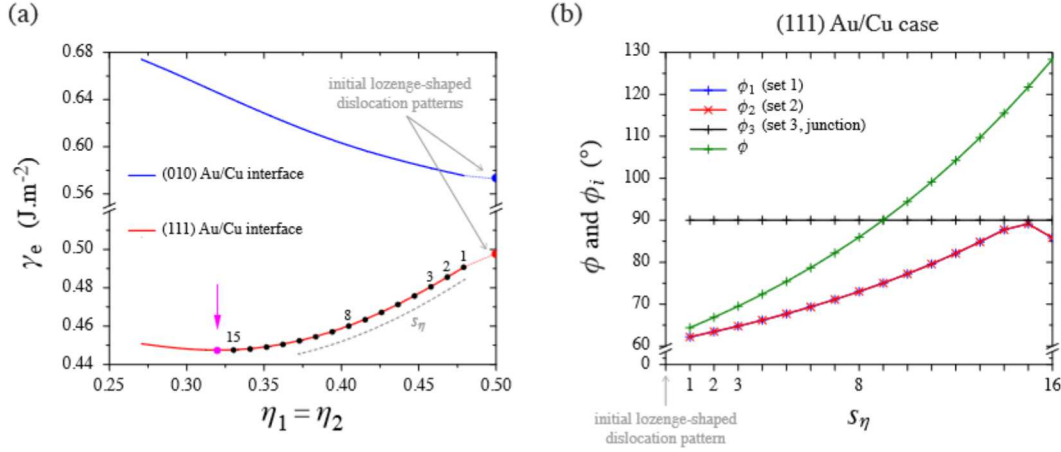 (a)
0.68
0.64
0.60
0.56
0.50
0.48
0.46
0.44
γe (J.m⁻²)
initial lozenge-shaped
dislocation patterns
(010) Au/Cu interface
(111) Au/Cu interface
1
2
3
8
15
sη
0.25
0.30
0.35
0.40
0.45
0.50
η₁ = η₂
(b)
(111) Au/Cu case
130
120
110
100
90
80
70
60
0
ϕ and ϕi (°)
ϕ₁ (set 1)
ϕ₂ (set 2)
ϕ₃ (set 3, junction)
ϕ
1
2
3
8
16
sη
initial lozenge-shaped
dislocation pattern